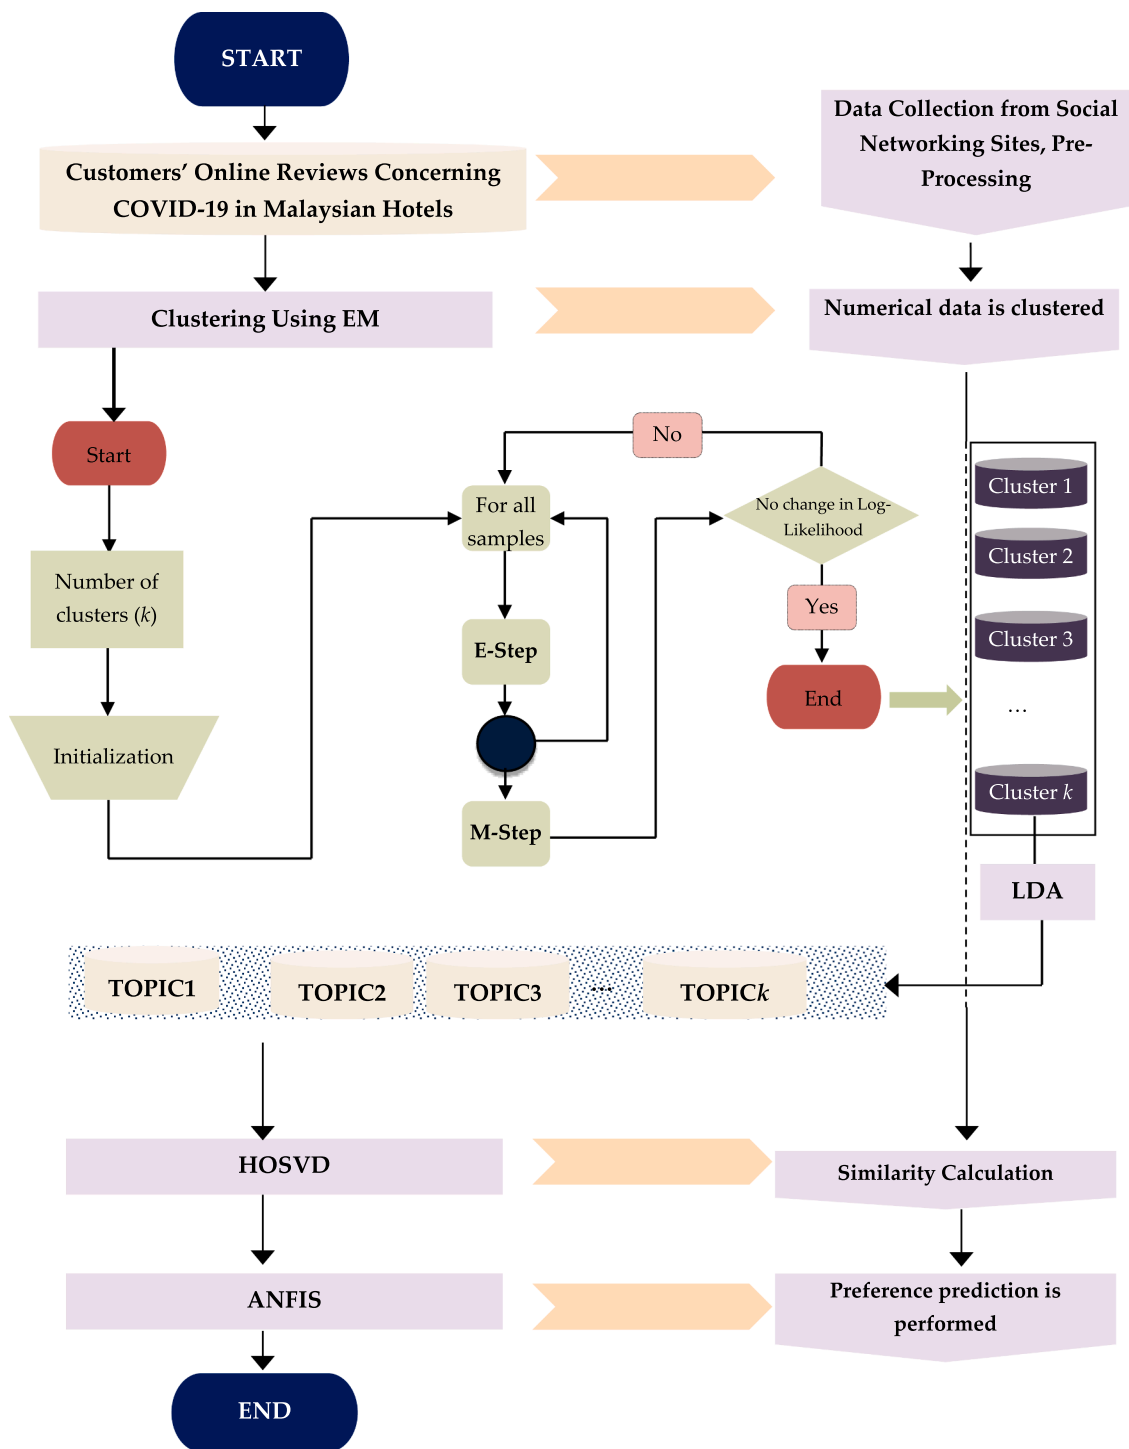 START
Customers’ Online Reviews Concerning
COVID-19 in Malaysian Hotels
Data Collection from Social
Networking Sites, Pre-
Processing
Clustering Using EM
Numerical data is clustered
Start
Number of
clusters (k)
Initialization
For all
samples
E-Step
M-Step
No
No change in Log-
Likelihood
Yes
End
Cluster 1
Cluster 2
Cluster 3
...
Cluster k
LDA
TOPIC1
TOPIC2
TOPIC3
...
TOPICk
HOSVD
Similarity Calculation
ANFIS
Preference prediction is
performed
END